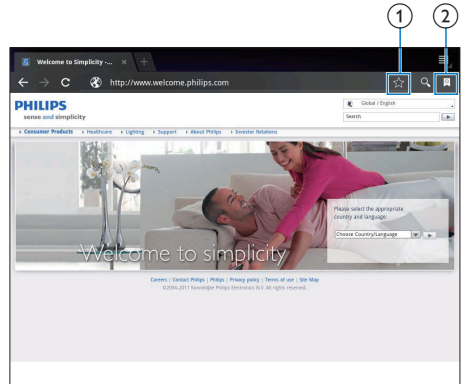 1 2
Welcome to Simplicity -...
http://www.welcome.philips.com
PHILIPS
sense and simplicity
Global / English
Search
Consumer Products Healthcare Lighting Support About Philips Investor Relations
Please select the appropriate
country and language:
Choose Country/Language
Welcome to simplicity
Careers | Contact Philips | Philips | Privacy policy | Terms of use | Site Map
©2004-2011 Koninklijke Philips Electronics N.V. All rights reserved.